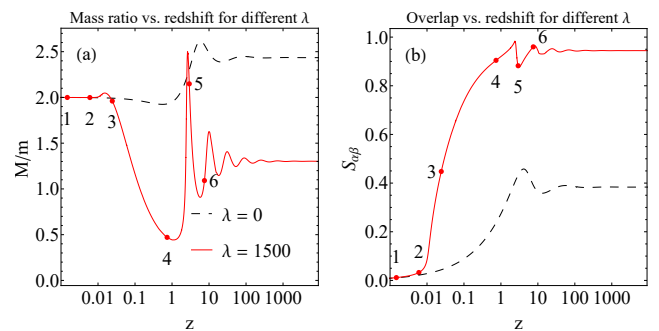 Mass ratio vs. redshift for different λ
(a)
M/m
2.5
2.0
1.5
1.0
0.5
0.0
1
2
3
4
5
6
λ = 0
λ = 1500
0.01 0.10 1 10 100 1000
z
Overlap vs. redshift for different λ
(b)
S_αβ
1.0
0.8
0.6
0.4
0.2
0.0
1
2
3
4
5
6
0.01 0.10 1 10 100 1000
z